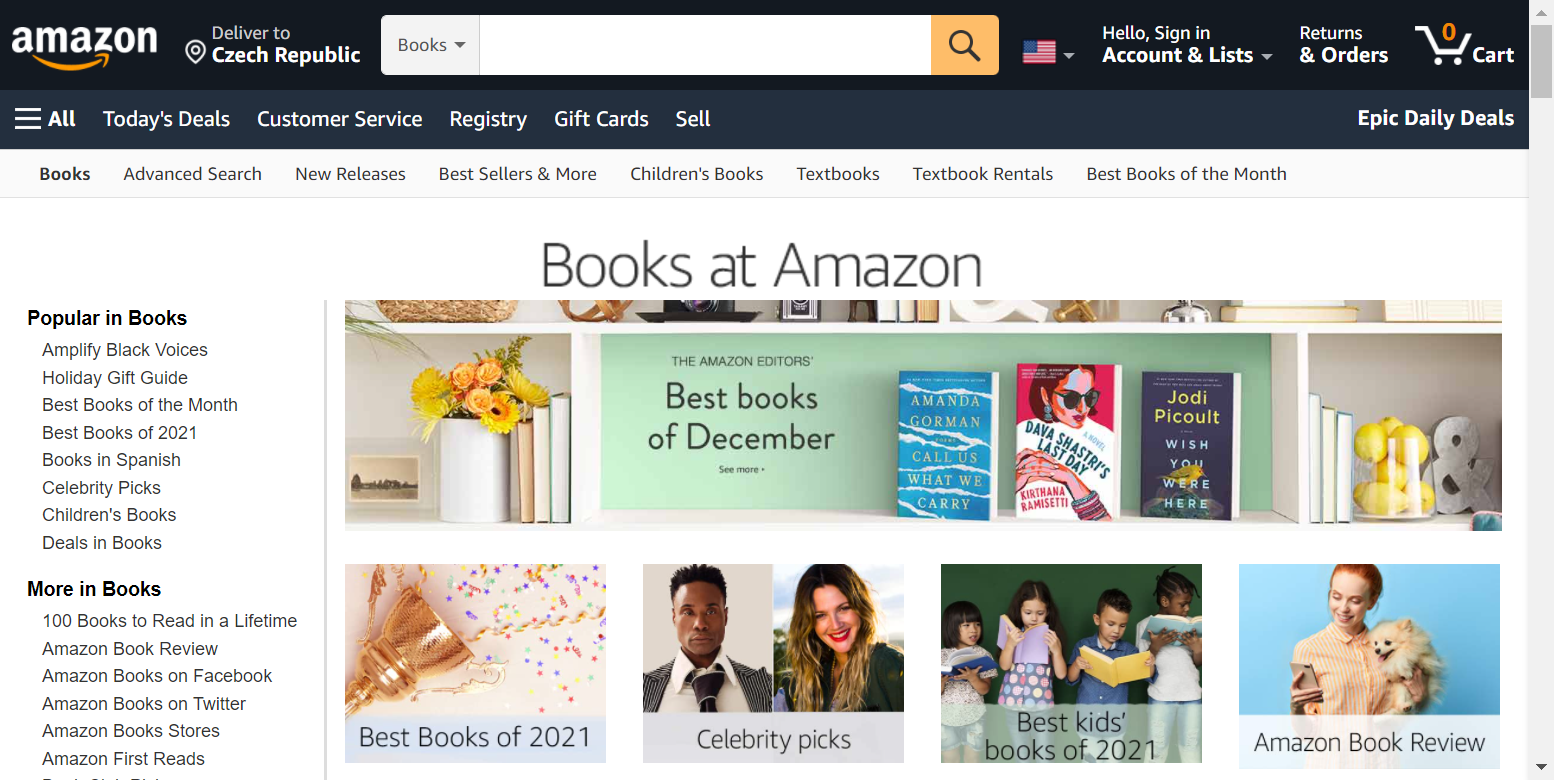 amazon
Deliver to
Czech Republic
Books
Hello, Sign in
Account & Lists
Returns
& Orders
0
Cart
All
Today's Deals
Customer Service
Registry
Gift Cards
Sell
Epic Daily Deals
Books
Advanced Search
New Releases
Best Sellers & More
Children's Books
Textbooks
Textbook Rentals
Best Books of the Month
Books at Amazon
Popular in Books
Amplify Black Voices
Holiday Gift Guide
Best Books of the Month
Best Books of 2021
Books in Spanish
Celebrity Picks
Children's Books
Deals in Books
More in Books
100 Books to Read in a Lifetime
Amazon Book Review
Amazon Books on Facebook
Amazon Books on Twitter
Amazon Books Stores
Amazon First Reads
THE AMAZON EDITORS'
Best books
of December
See more
AMANDA
GORMAN
POEMS
CALL US
WHAT WE
CARRY
DAVA SHASTRI'S
LAST DAY
A NOVEL
KIRTHANA
RAMISETTI
Jodi
Picoult
WISH
YOU
WERE
HERE
&
Best Books of 2021
Celebrity picks
Best kids'
books of 2021
Amazon Book Review